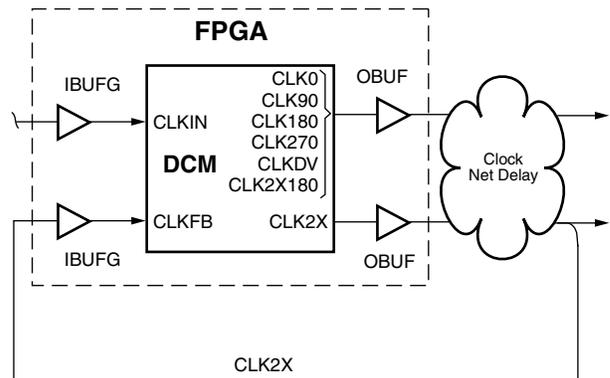 FPGA
IBUFG
OBUF
CLK0
CLK90
CLKIN
CLK180
CLK270
DCM
CLKDV
CLK2X180
Clock
Net Delay
CLKFB
CLK2X
IBUFG
OBUF
CLK2X